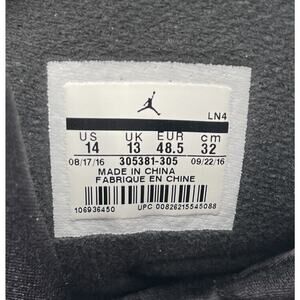 LN4
US UK EUR cm
14 13 48.5 32
08/17/16 305381-305 09/22/16
MADE IN CHINA
FABRIQUE EN CHINE
106936450 UPC 00826215545088